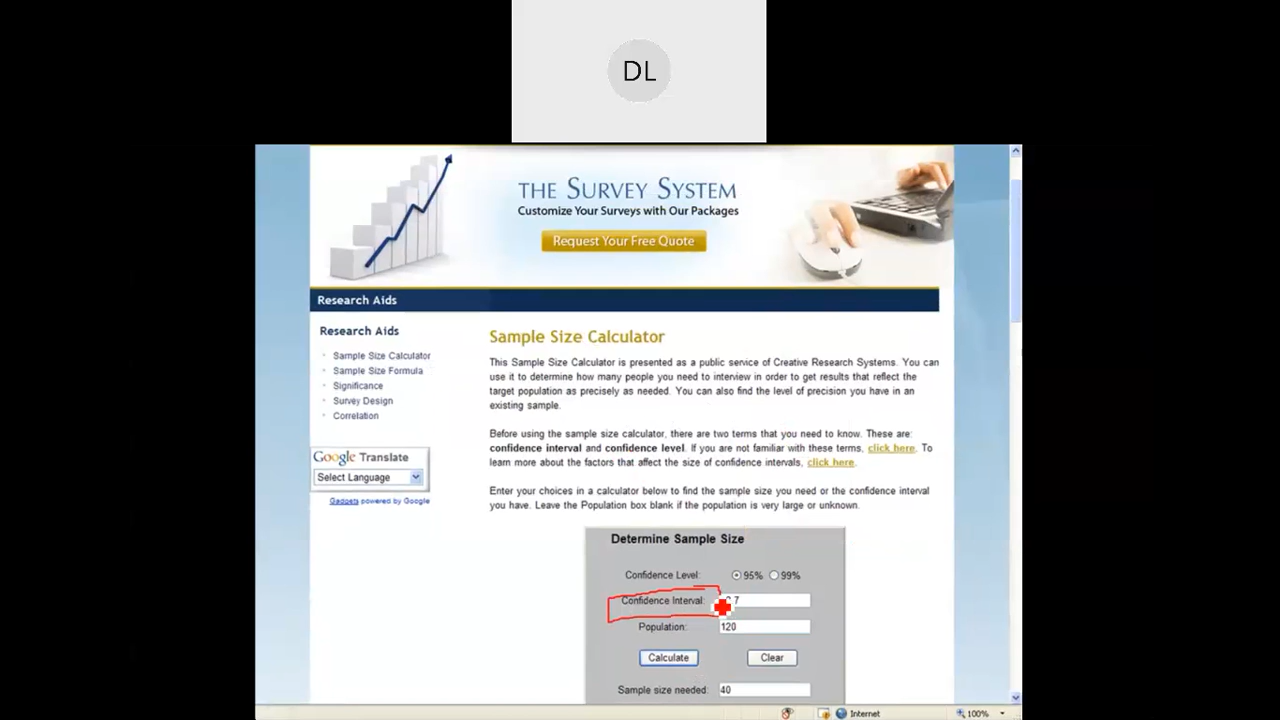 DL
THE SURVEY SYSTEM
Customize Your Surveys with Our Packages
Request Your Free Quote
Research Aids
Research Aids
Sample Size Calculator
Sample Size Formula
Significance
Survey Design
Correlation
Google Translate
Select Language
Gadgets powered by Google
Sample Size Calculator
This Sample Size Calculator is presented as a public service of Creative Research Systems. You can
use it to determine how many people you need to interview in order to get results that reflect the
target population as precisely as needed. You can also find the level of precision you have in an
existing sample.
Before using the sample size calculator, there are two terms that you need to know. These are:
confidence interval and confidence level. If you are not familiar with these terms, click here. To
learn more about the factors that affect the size of confidence intervals, click here.
Enter your choices in a calculator below to find the sample size you need or the confidence interval
you have. Leave the Population box blank if the population is very large or unknown.
Determine Sample Size
Confidence Level: 95% 99%
Confidence Interval: 7
Population: 120
Calculate Clear
Sample size needed: 40
Internet 100%